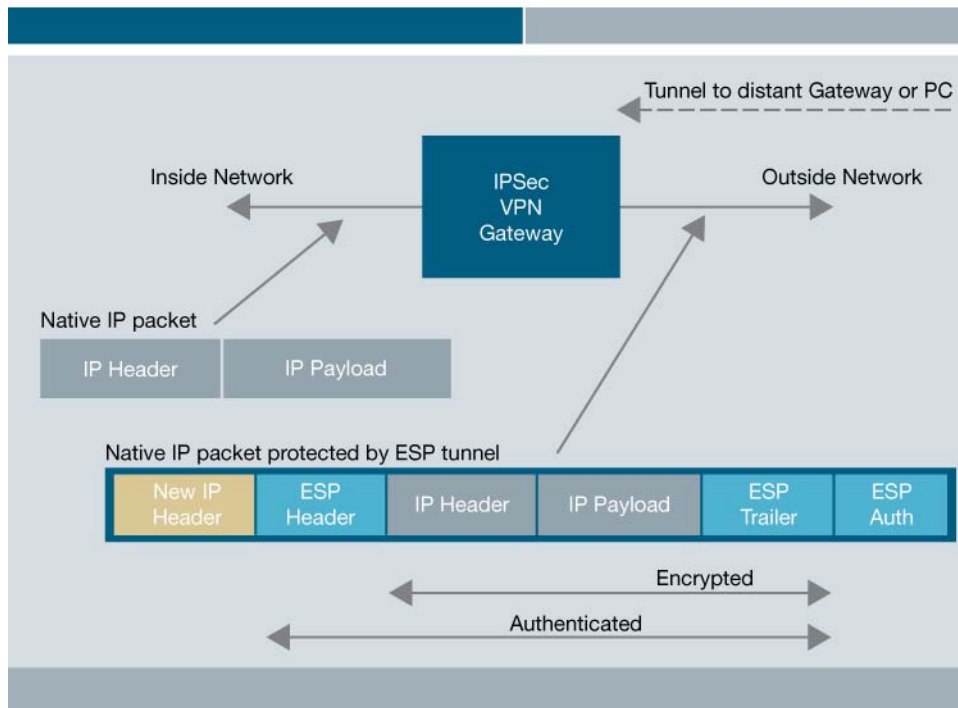 Tunnel to distant Gateway or PC
Inside Network
IPSec
VPN
Gateway
Outside Network
Native IP packet
IP Header
IP Payload
Native IP packet protected by ESP tunnel
New IP
Header
ESP
Header
IP Header
IP Payload
ESP
Trailer
ESP
Auth
Encrypted
Authenticated